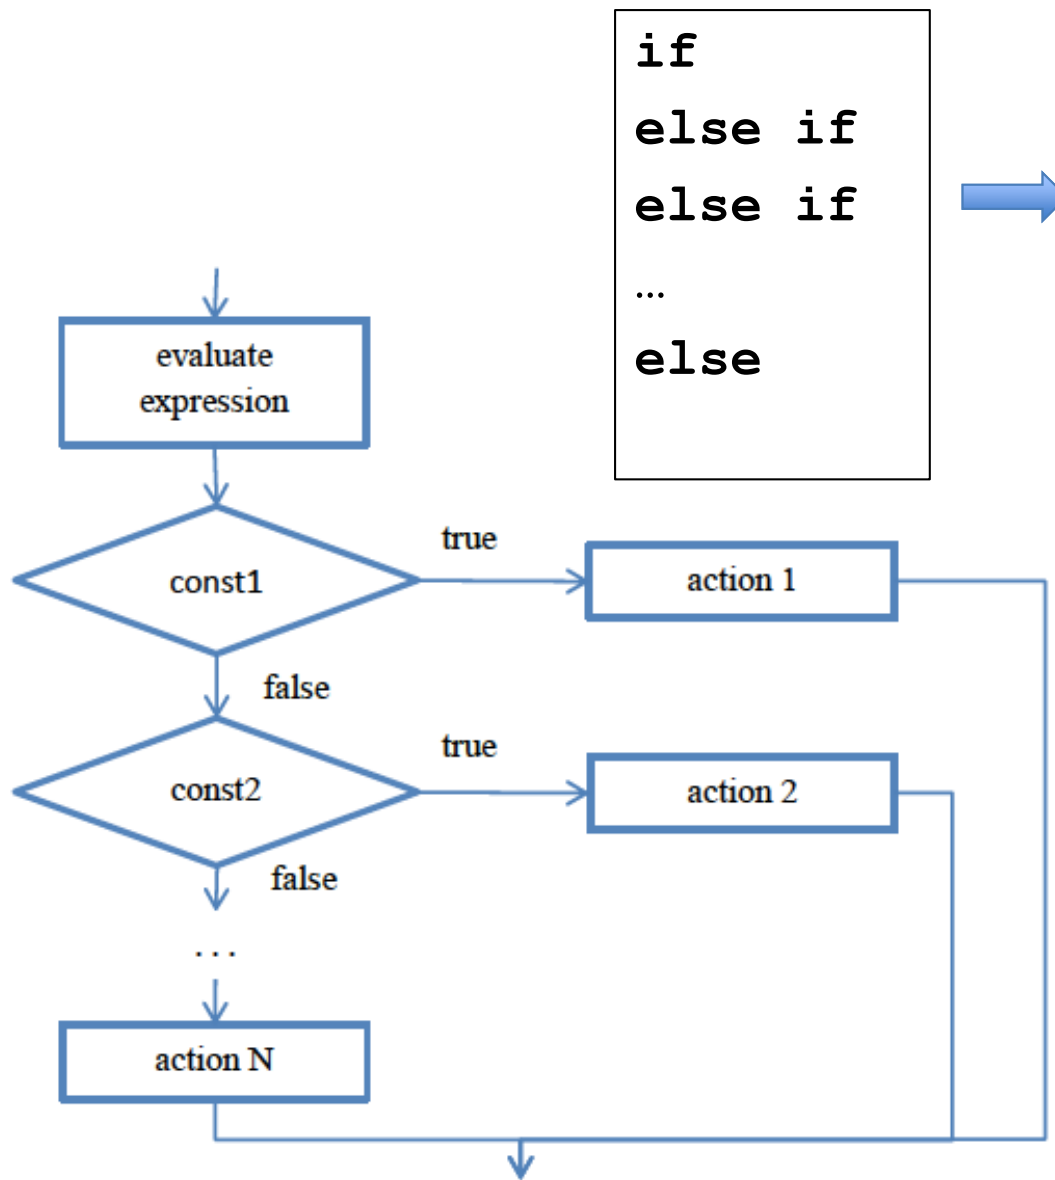 if
else if
else if
...
else
evaluate
expression
const1
true
action 1
false
const2
true
action 2
false
...
action N